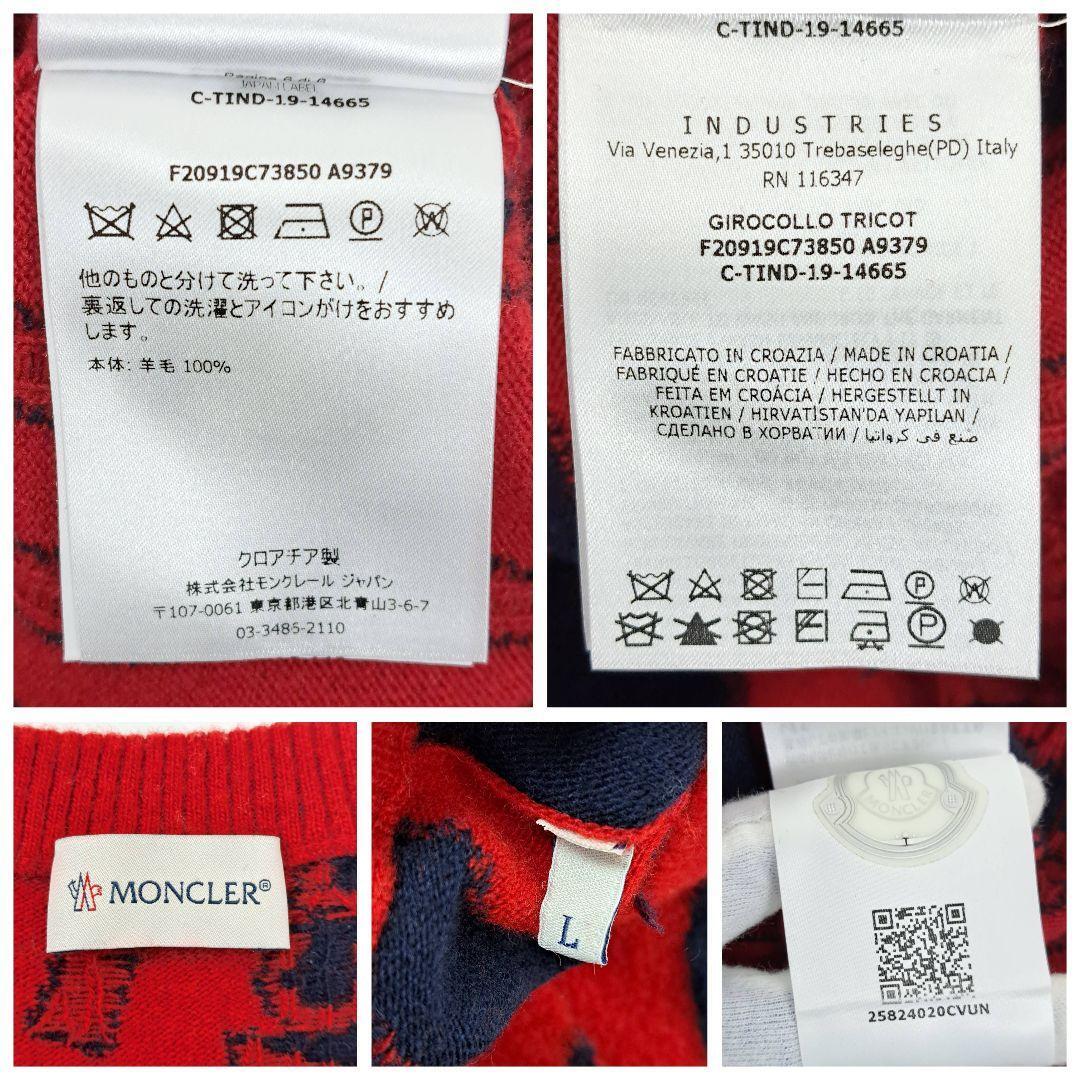 JAPAN LABEL
C-TIND-19-14665
F20919C73850 A9379
P
W
他のものと分けて洗って下さい。/
裏返しての洗濯とアイコンがけをおすすめ
します。
本体: 羊毛 100%
クロアチア製
株式会社モンクレール ジャパン
〒107-0061 東京都港区北青山3-6-7
03-3486-2110
C-TIND-19-14665
INDUSTRIES
Via Venezia,1 35010 Trebaseleghe(PD) Italy
RN 116347
GIROCOLLO TRICOT
F20919C73850 A9379
C-TIND-19-14665
FABBRICATO IN CROAZIA / MADE IN CROATIA /
FABRIQUÉ EN CROATIE / HECHO EN CROACIA /
FEITA EM CROÁCIA / HERGESTELLT IN
KROATIEN / HIRVATİSTAN'DA YAPILAN /
СДЕЛАНО В ХОРВАТИИ / صنع في كرواتيا
P
W
P
MONCLER®
L
MONCLER
25824020CVUN